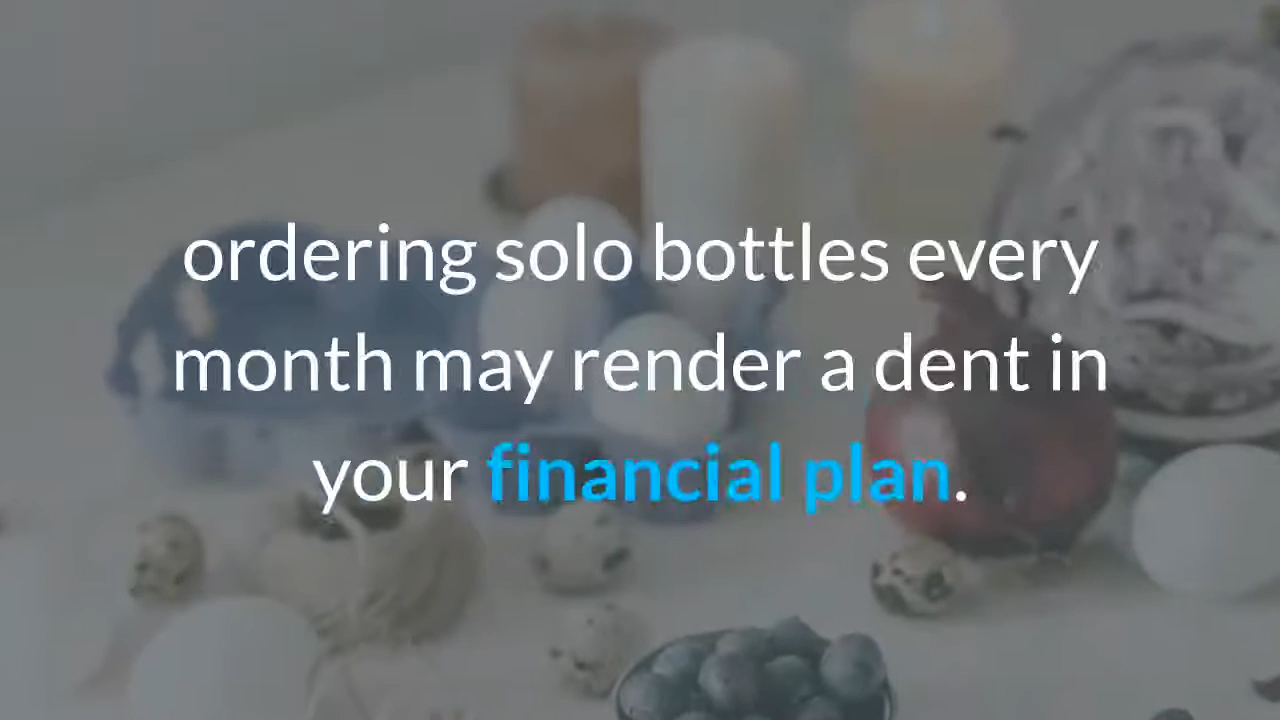 ordering solo bottles every
month may render a dent in
your financial plan.